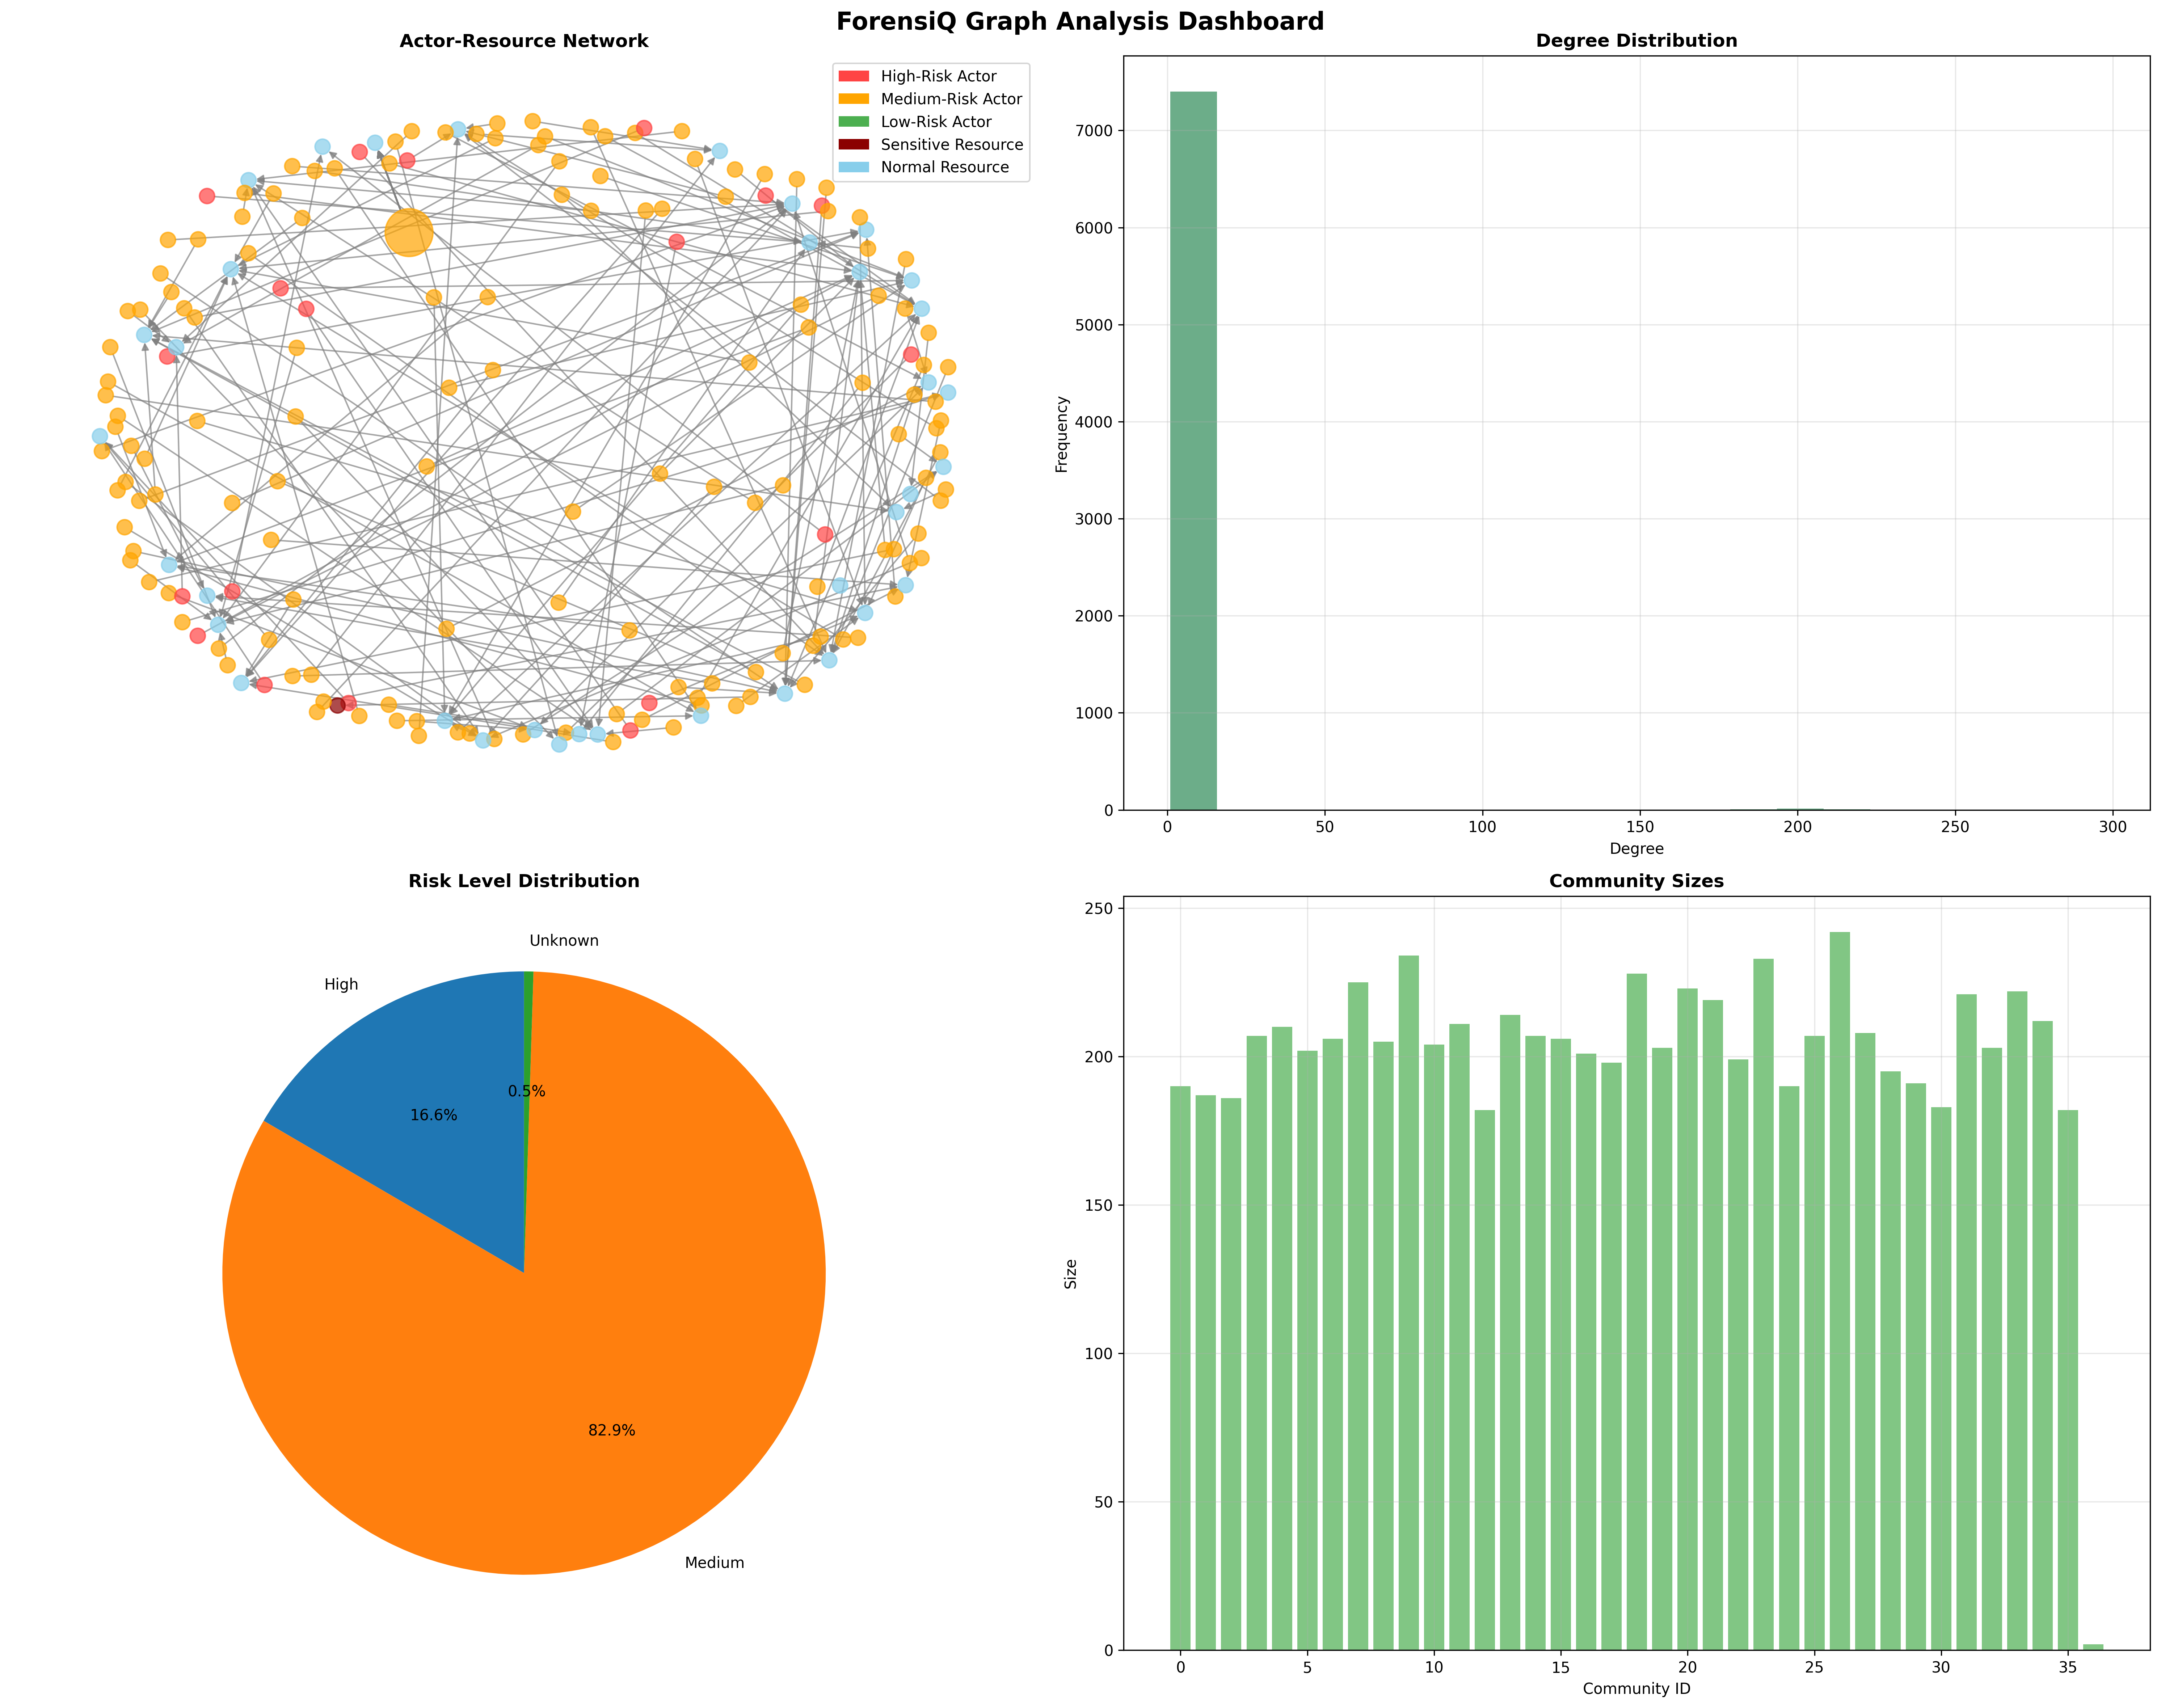 ForensiQ Graph Analysis Dashboard
Actor-Resource Network
High-Risk Actor
Medium-Risk Actor
Low-Risk Actor
Sensitive Resource
Normal Resource
Degree Distribution
Frequency
7000
6000
5000
4000
3000
2000
1000
0
0 50 100 150 200 250 300
Degree
Risk Level Distribution
Unknown
High
0.5%
16.6%
82.9%
Medium
Community Sizes
Size
250
200
150
100
50
0
0 5 10 15 20 25 30 35
Community ID